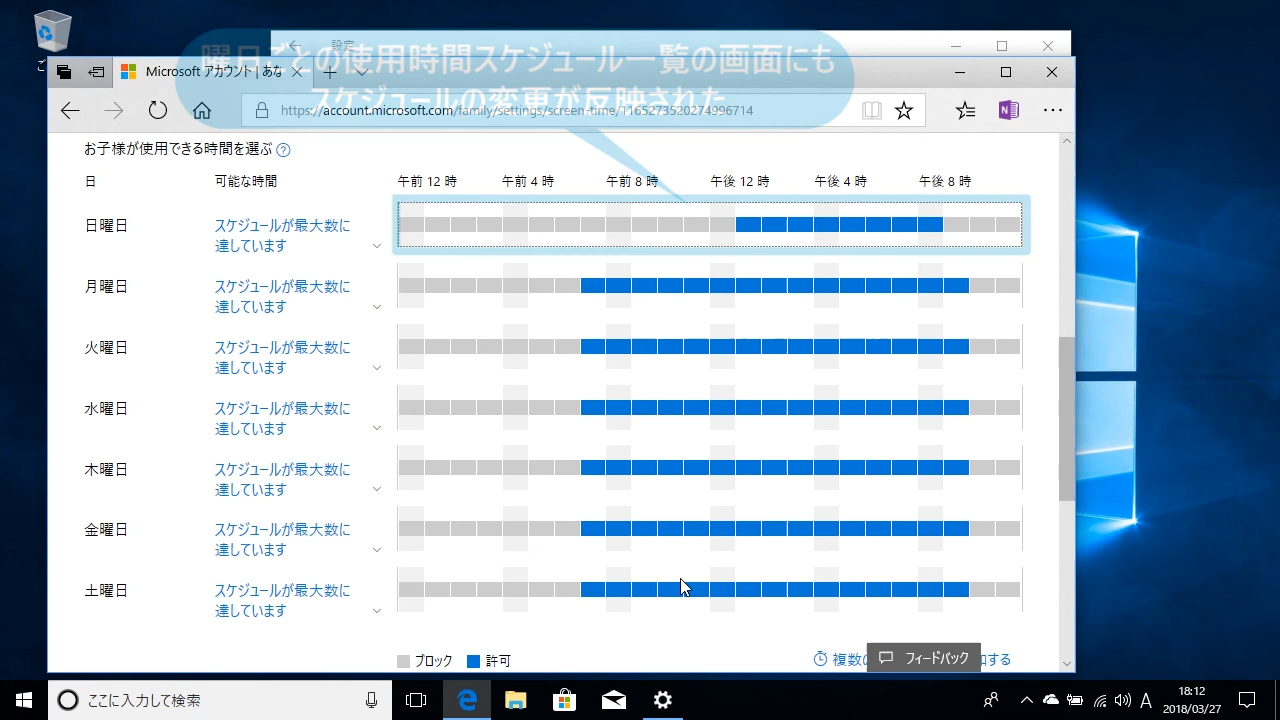 設定
曜日ごとの使用時間スケジュール一覧の画面にも
スケジュールの変更が反映された
Microsoft アカウント | あな
https://account.microsoft.com/family/settings/screen-time/1165273520274996714
お子様が使用できる時間を選ぶ ?
日 可能な時間 午前 12 時 午前 4 時 午前 8 時 午後 12 時 午後 4 時 午後 8 時
日曜日 スケジュールが最大数に
達しています
月曜日 スケジュールが最大数に
達しています
火曜日 スケジュールが最大数に
達しています
水曜日 スケジュールが最大数に
達しています
木曜日 スケジュールが最大数に
達しています
金曜日 スケジュールが最大数に
達しています
土曜日 スケジュールが最大数に
達しています
ブロック 許可 複数の
フィードバック
する
ここに入力して検索
A
18:12
2018/03/27